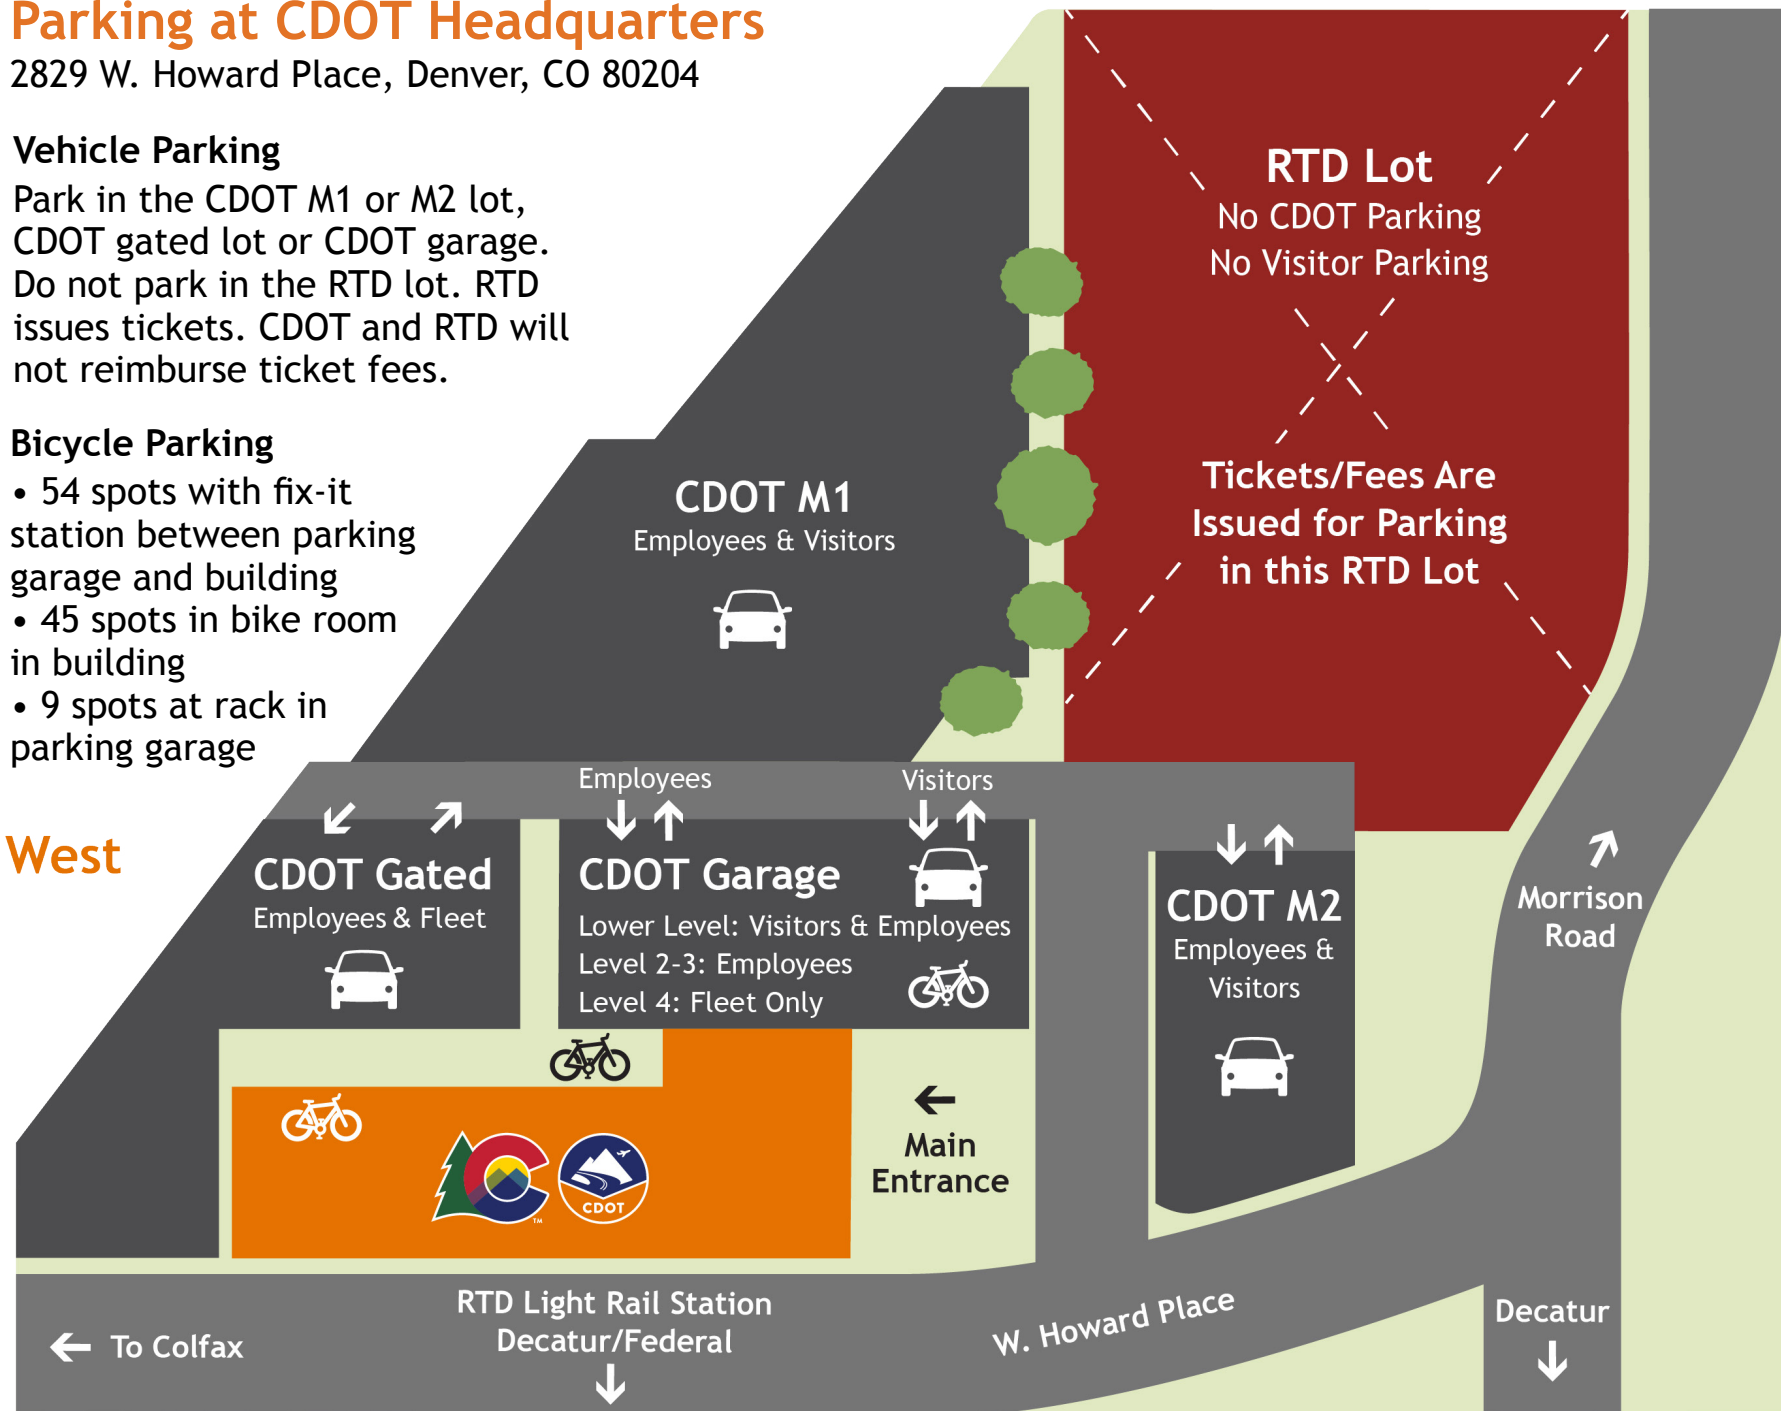 Parking at CDOT Headquarters
2829 W. Howard Place, Denver, CO 80204
Vehicle Parking
Park in the CDOT M1 or M2 lot,
CDOT gated lot or CDOT garage.
Do not park in the RTD lot. RTD
issues tickets. CDOT and RTD will
not reimburse ticket fees.
Bicycle Parking
• 54 spots with fix-it
station between parking
garage and building
• 45 spots in bike room
in building
• 9 spots at rack in
parking garage
West
RTD Lot
No CDOT Parking
No Visitor Parking
Tickets/Fees Are
Issued for Parking
in this RTD Lot
CDOT M1
Employees & Visitors
Employees
Visitors
CDOT Gated
Employees & Fleet
CDOT Garage
Lower Level: Visitors & Employees
Level 2-3: Employees
Level 4: Fleet Only
CDOT M2
Employees &
Visitors
Morrison
Road
Main
Entrance
TM
CDOT
RTD Light Rail Station
Decatur/Federal
To Colfax
W. Howard Place
Decatur